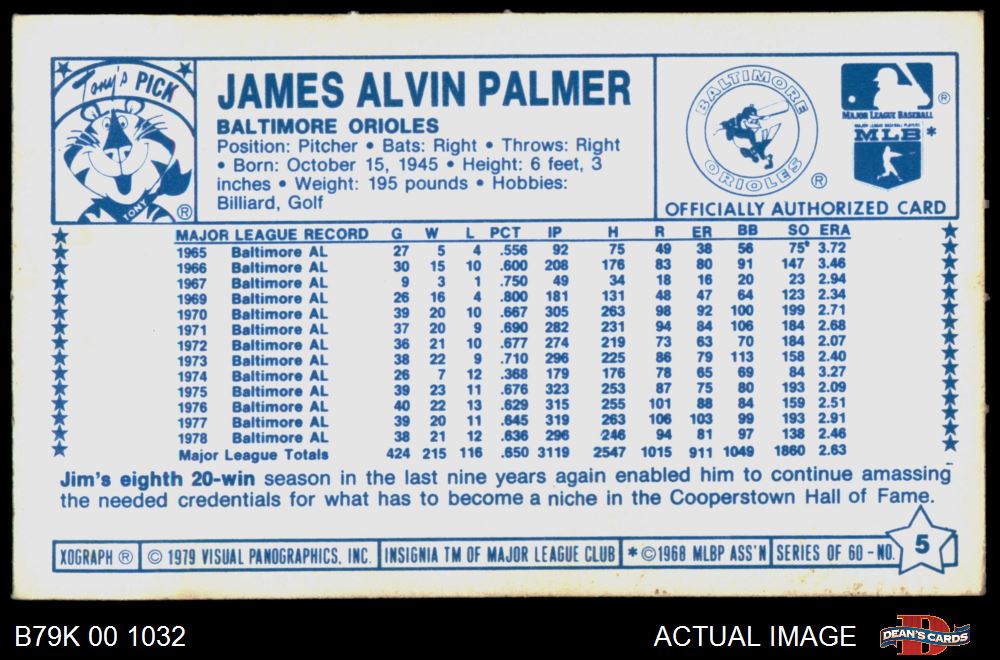 Tony's PICK
TONY
®
JAMES ALVIN PALMER
BALTIMORE ORIOLES
Position: Pitcher • Bats: Right • Throws: Right
• Born: October 15, 1945 • Height: 6 feet, 3
inches • Weight: 195 pounds • Hobbies:
Billiard, Golf
BALTIMORE
ORIOLES
®
®
MAJOR LEAGUE BASEBALL
MAJOR LEAGUE BASEBALL PLAYERS
MLB*
OFFICIALLY AUTHORIZED CARD
MAJOR LEAGUE RECORD G W L PCT IP H R ER BB SO ERA
1965 Baltimore AL 27 5 4 .556 92 75 49 38 56 75* 3.72
1966 Baltimore AL 30 15 10 .600 208 176 83 80 91 147 3.46
1967 Baltimore AL 9 3 1 .750 49 34 18 16 20 23 2.94
1969 Baltimore AL 26 16 4 .800 181 131 48 47 64 123 2.34
1970 Baltimore AL 39 20 10 .667 305 263 98 92 100 199 2.71
1971 Baltimore AL 37 20 9 .690 282 231 94 84 106 184 2.68
1972 Baltimore AL 36 21 10 .677 274 219 73 63 70 184 2.07
1973 Baltimore AL 38 22 9 .710 296 225 86 79 113 158 2.40
1974 Baltimore AL 26 7 12 .368 179 176 78 65 69 84 3.27
1975 Baltimore AL 39 23 11 .676 323 253 87 75 80 193 2.09
1976 Baltimore AL 40 22 13 .629 315 255 101 88 84 159 2.51
1977 Baltimore AL 39 20 11 .645 319 263 106 103 99 193 2.91
1978 Baltimore AL 38 21 12 .636 296 246 94 81 97 138 2.46
Major League Totals 424 215 116 .650 3119 2547 1015 911 1049 1860 2.63
Jim's eighth 20-win season in the last nine years again enabled him to continue amassing
the needed credentials for what has to become a niche in the Cooperstown Hall of Fame.
XOGRAPH ® © 1979 VISUAL PANOGRAPHICS, INC. INSIGNIA TM OF MAJOR LEAGUE CLUB *©1968 MLBP ASS'N SERIES OF 60 - NO. 5
B79K 00 1032
ACTUAL IMAGE
DEAN'S CARDS